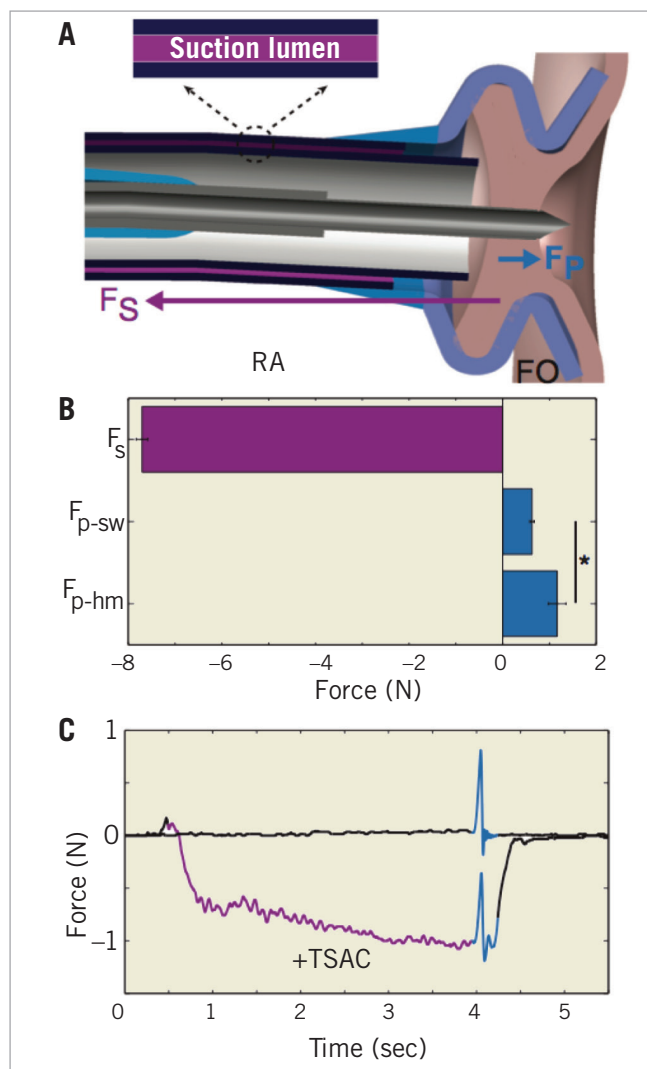 A
Suction lumen
FP
FS
RA
FO
B
Fs
Fp-sw
Fp-hm
*
−8 −6 −4 −2 0 2
Force (N)
C
1
0
−1
Force (N)
+TSAC
0 1 2 3 4 5
Time (sec)